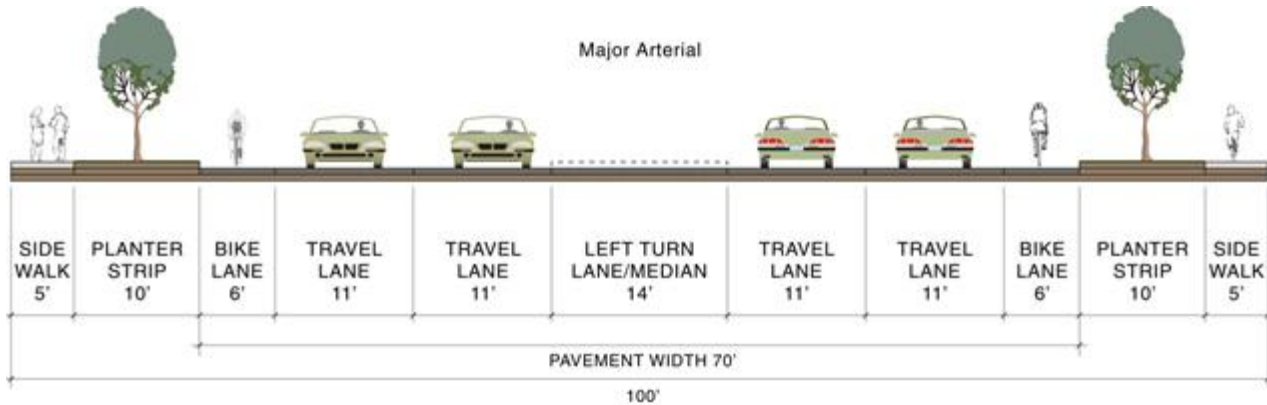 Major Arterial
SIDE
WALK
5'
PLANTER
STRIP
10'
BIKE
LANE
6'
TRAVEL
LANE
11'
TRAVEL
LANE
11'
LEFT TURN
LANE/MEDIAN
14'
TRAVEL
LANE
11'
TRAVEL
LANE
11'
BIKE
LANE
6'
PLANTER
STRIP
10'
SIDE
WALK
5'
PAVEMENT WIDTH 70'
100'